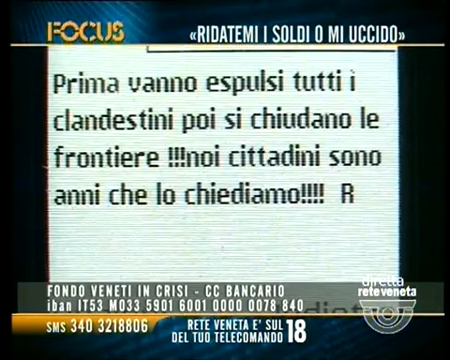 FOCUS
«RIDATEMI I SOLDI O MI UCCIDO»
Prima vanno espulsi tutti i
clandestini poi si chiudano le
frontiere !!!noi cittadini sono
anni che lo chiediamo!!!! R
FONDO VENETI IN CRISI - CC BANCARIO
iban IT53 M033 5901 6001 0000 0078 840
diretta
reteveneta
SMS 340 3218806
RETE VENETA E' SUL
DEL TUO TELECOMANDO 18